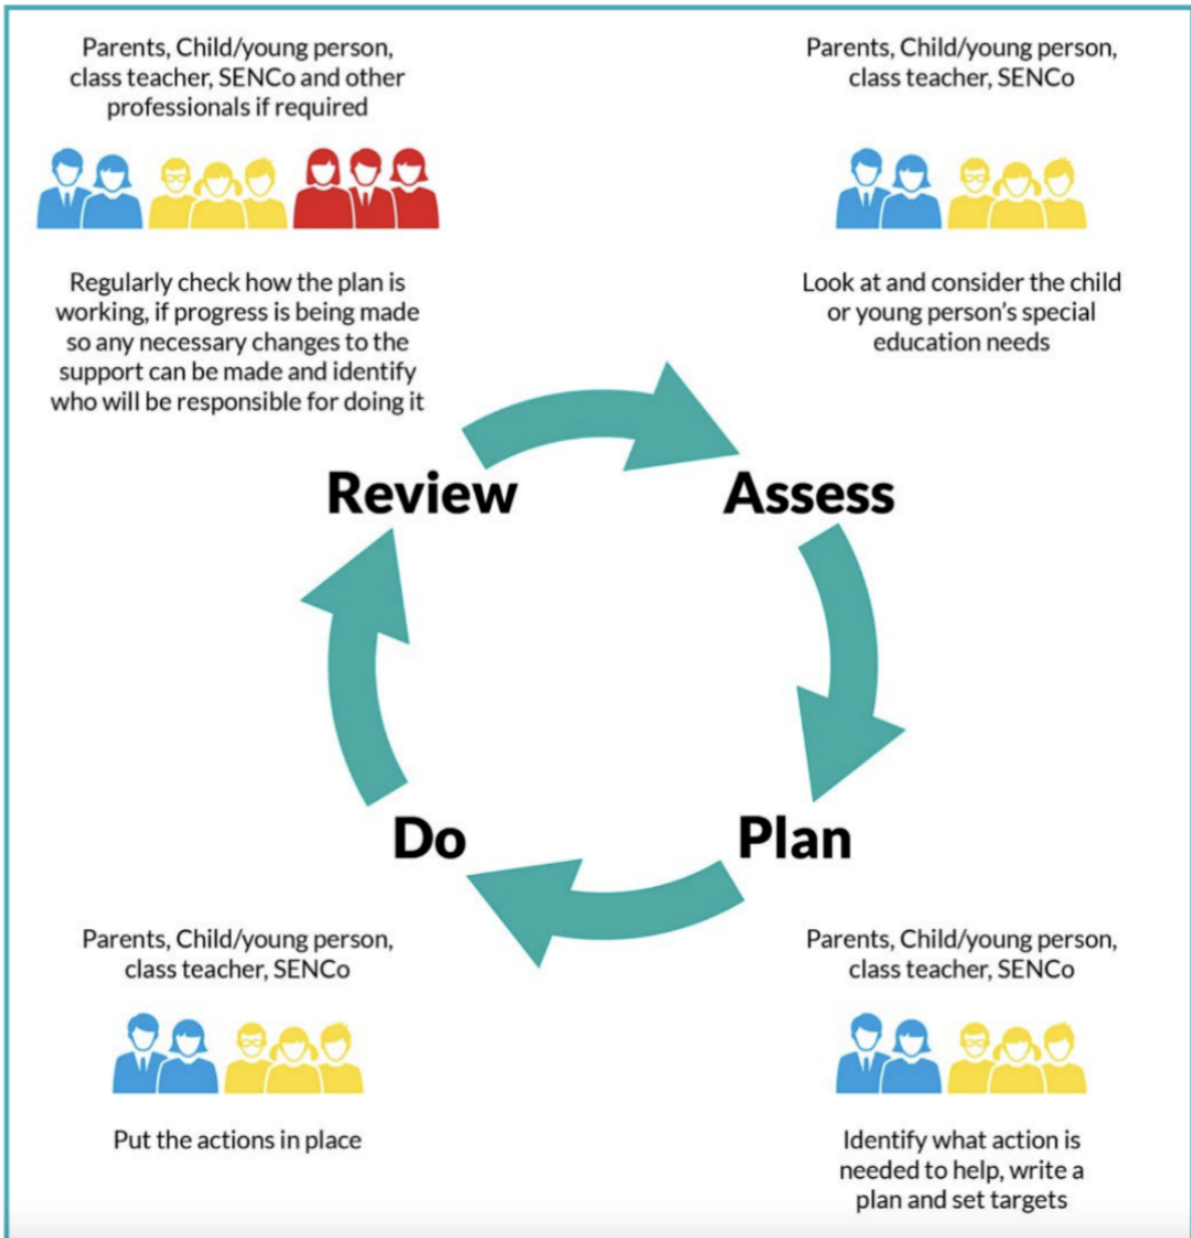 Parents, Child/young person,
class teacher, SENCo and other
professionals if required
Regularly check how the plan is
working, if progress is being made
so any necessary changes to the
support can be made and identify
who will be responsible for doing it
Review
Parents, Child/young person,
class teacher, SENCo
Look at and consider the child
or young person’s special
education needs
Assess
Do
Parents, Child/young person,
class teacher, SENCo
Put the actions in place
Plan
Parents, Child/young person,
class teacher, SENCo
Identify what action is
needed to help, write a
plan and set targets